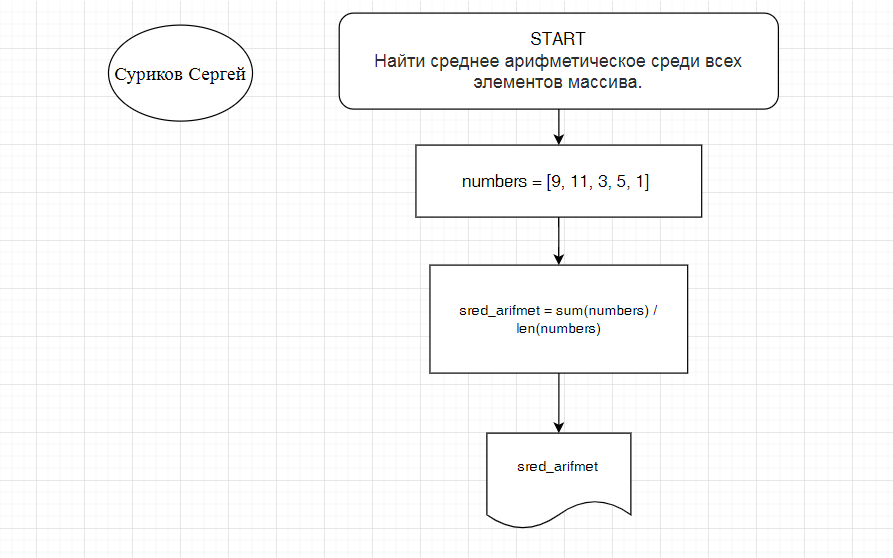 Суриков Сергей
START
Найти среднее арифметическое среди всех
элементов массива.
numbers = [9, 11, 3, 5, 1]
sred_arifmet = sum(numbers) /
len(numbers)
sred_arifmet